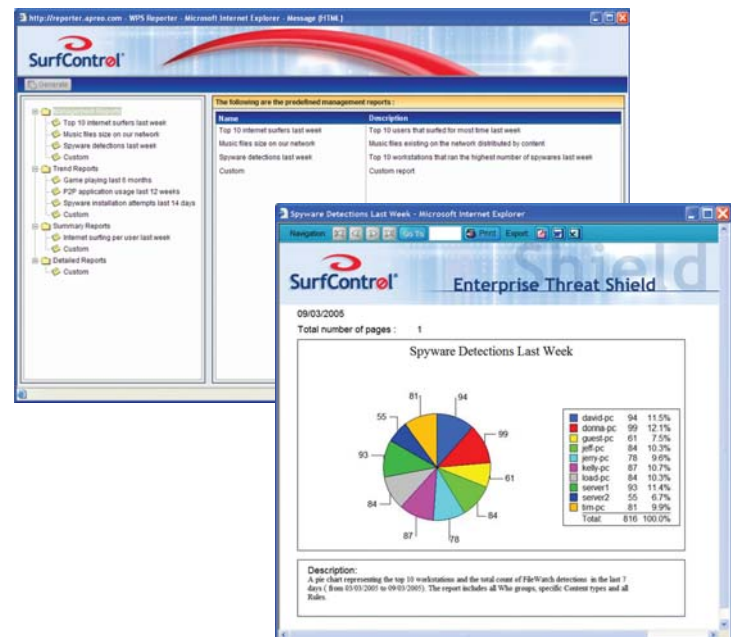 http://reporter.apreo.com - WPS Reporter - Microsoft Internet Explorer - Message (HTML)
SurfControl
Generate
Management Reports
Top 10 internet surfers last week
Music files size on our network
Spyware detections last week
Custom
Trend Reports
Game playing last 6 months
P2P application usage last 12 weeks
Spyware installation attempts last 14 days
Custom
Summary Reports
Internet surfing per user last week
Custom
Detailed Reports
Custom
The following are the predefined management reports :
Name Description
Top 10 internet surfers last week Top 10 users that surfed for most time last week
Music files size on our network Music files existing on the network distributed by content
Spyware detections last week Top 10 workstations that ran the highest number of spywares last week
Custom Custom report
Spyware Detections Last Week - Microsoft Internet Explorer
Navigation: Go To Print Export:
SurfControl
Shield
Enterprise Threat Shield
09/03/2005
Total number of pages : 1
Spyware Detections Last Week
81 94
55 99
93 61
84 84
87 78
david-pc 94 11.5%
donna-pc 99 12.1%
guest-pc 61 7.5%
jeff-pc 84 10.3%
jerry-pc 78 9.6%
kelly-pc 87 10.7%
load-pc 84 10.3%
server1 93 11.4%
server2 55 6.7%
tim-pc 81 9.9%
Total: 816 100.0%
Description:
A pie chart representing the top 10 workstations and the total count of FileWatch detections in the last 7
days ( from 03/03/2005 to 09/03/2005). The report includes all Who groups, specific Content types and all
Rules.